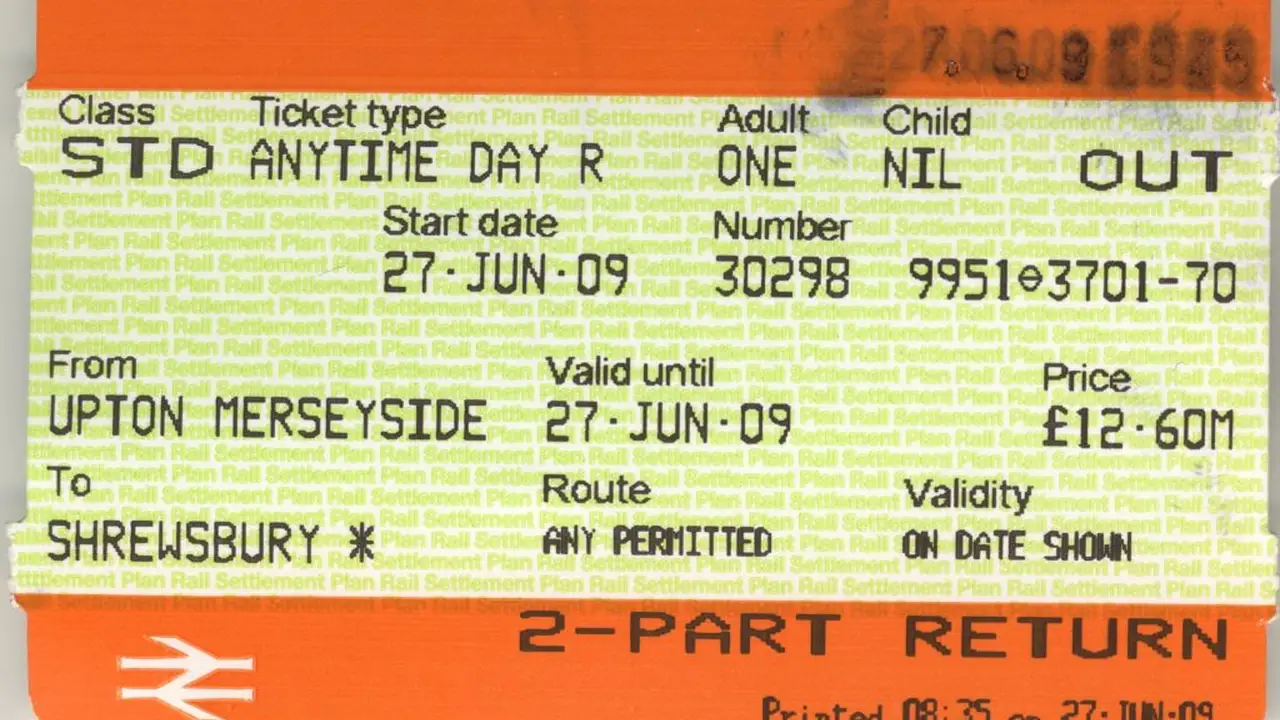 27.06.09
Class Ticket type Adult Child
STD ANYTIME DAY R ONE NIL OUT
Start date Number
27·JUN·09 30298 9951⊖3701-70
From Valid until Price
UPTON MERSEYSIDE 27·JUN·09 £12·60M
To Route Validity
SHREWSBURY * ANY PERMITTED ON DATE SHOWN
2-PART RETURN
Printed 08:35 on 27·JUN·09